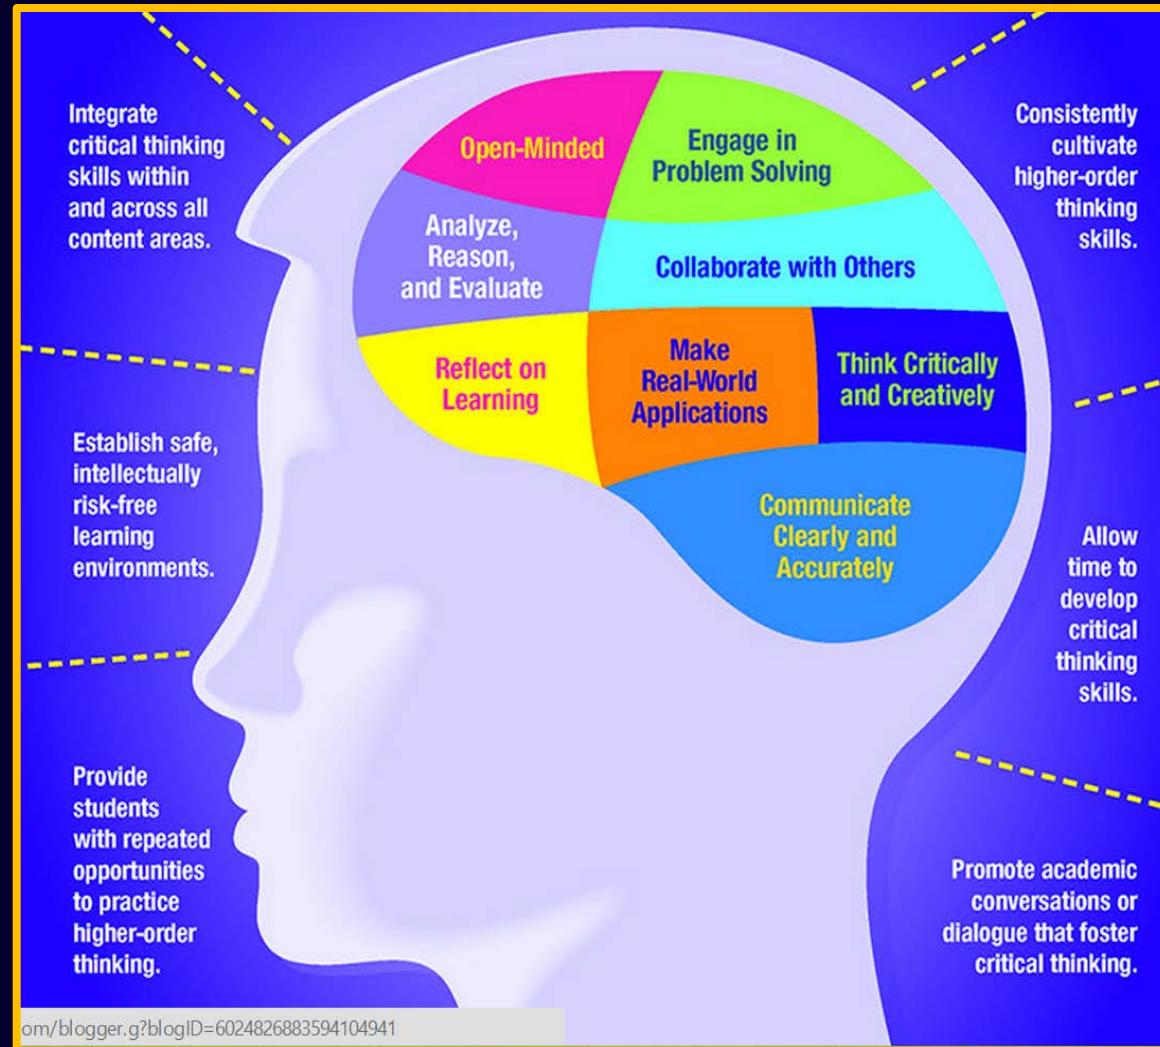 Integrate
critical thinking
skills within
and across all
content areas.
Establish safe,
intellectually
risk-free
learning
environments.
Provide
students
with repeated
opportunities
to practice
higher-order
thinking.
Open-Minded
Engage in
Problem Solving
Analyze,
Reason,
and Evaluate
Collaborate with Others
Reflect on
Learning
Make
Real-World
Applications
Think Critically
and Creatively
Communicate
Clearly and
Accurately
Consistently
cultivate
higher-order
thinking
skills.
Allow
time to
develop
critical
thinking
skills.
Promote academic
conversations or
dialogue that foster
critical thinking.
om/blogger.g?blogID=6024826883594104941